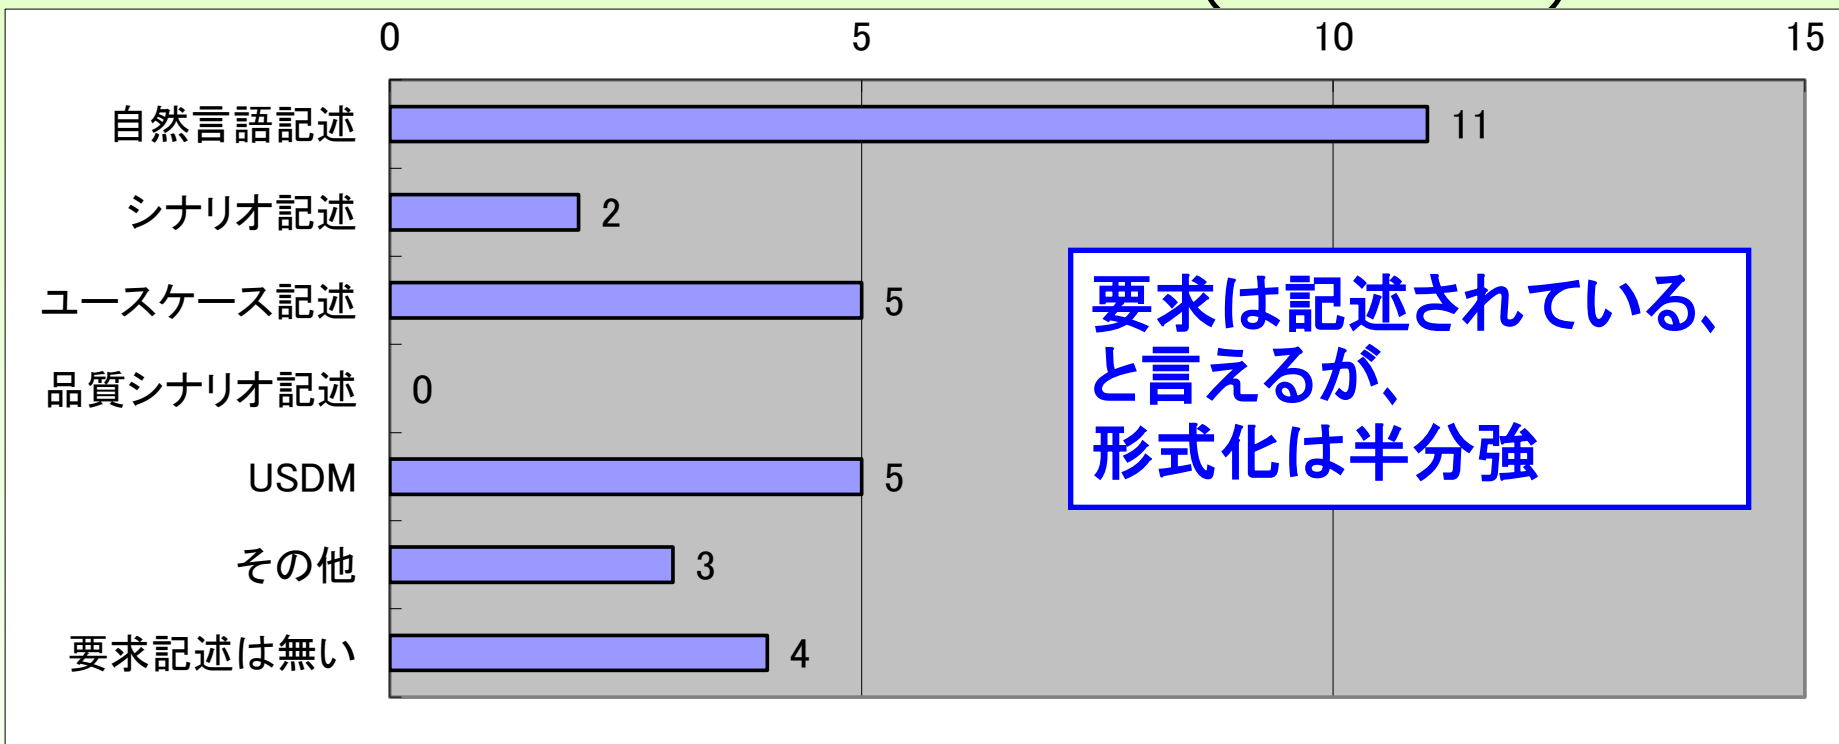 0 5 10 15
自然言語記述 11
シナリオ記述 2
ユースケース記述 5
品質シナリオ記述 0
USDM 5
その他 3
要求記述は無い 4
要求は記述されている、
と言えるが、
形式化は半分強